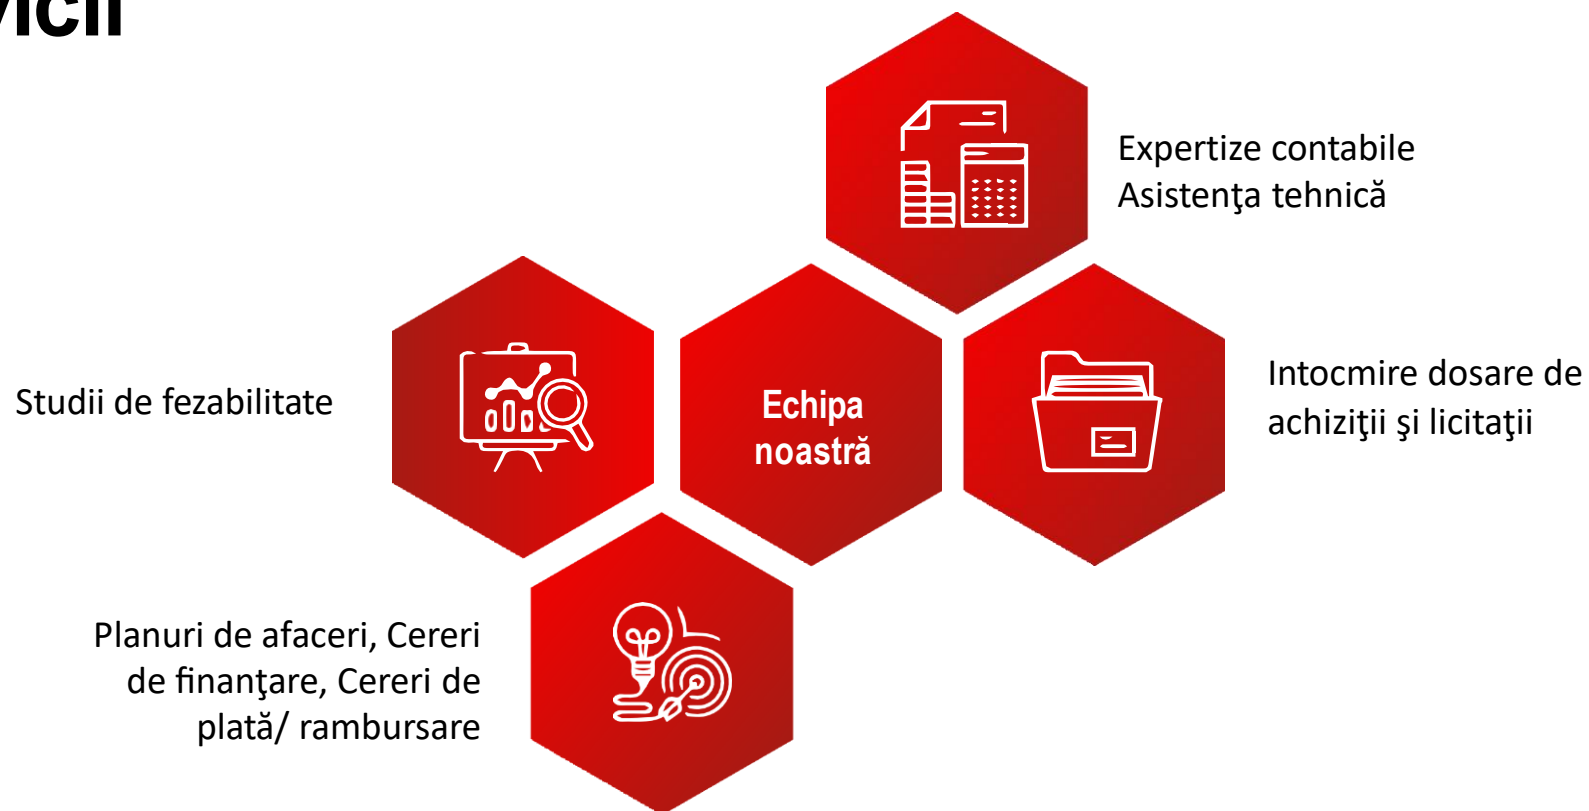 Expertize contabile
Asistenţa tehnică
Studii de fezabilitate
Echipa
noastră
Intocmire dosare de
achiziţii şi licitaţii
Planuri de afaceri, Cereri
de finanţare, Cereri de
plată/ rambursare